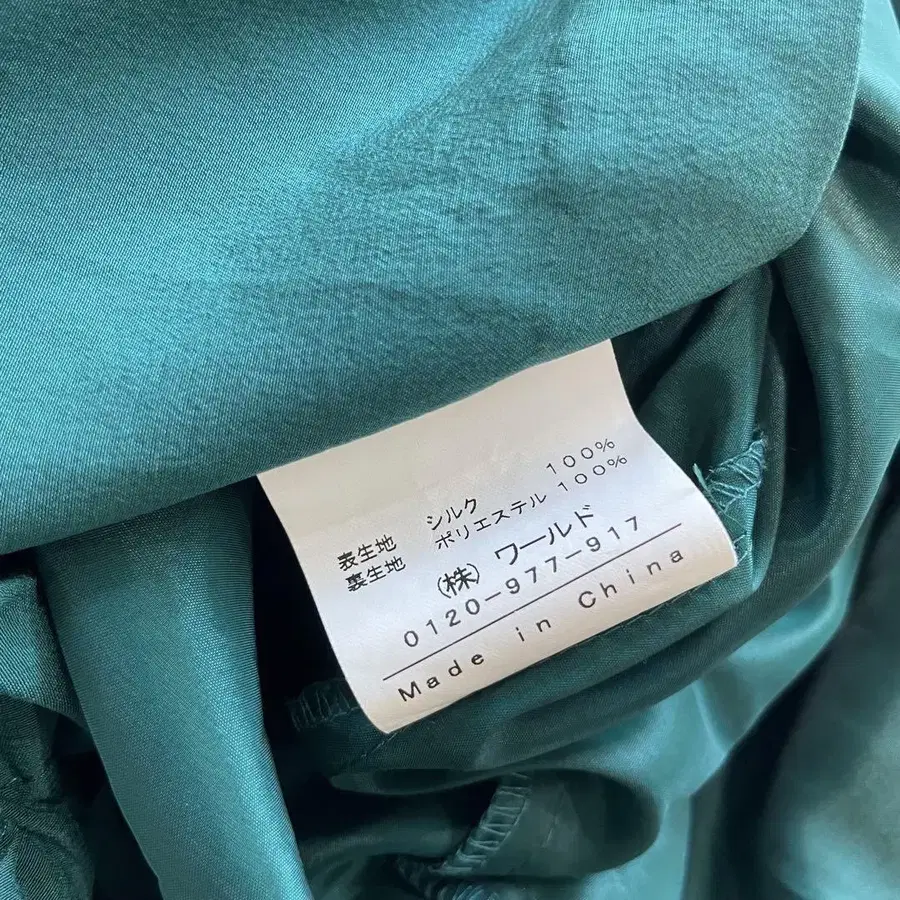 表生地 シルク 100%
裏生地 ポリエステル 100%
(株) ワールド
0120-977-917
Made in China